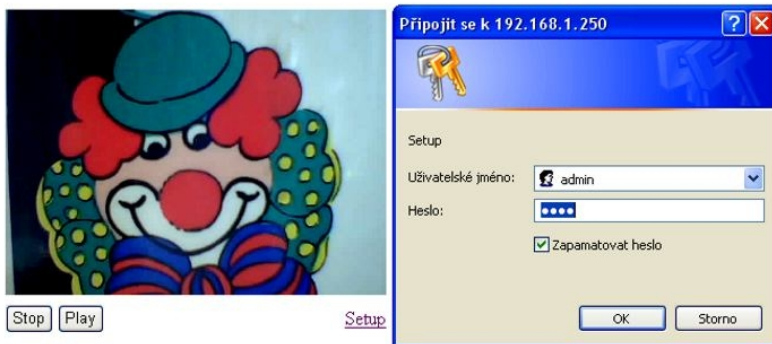 Stop Play Setup
Připojit se k 192.168.1.250
Setup
Uživatelské jméno: admin
Heslo: ●●●●
Zapamatovat heslo
OK Storno